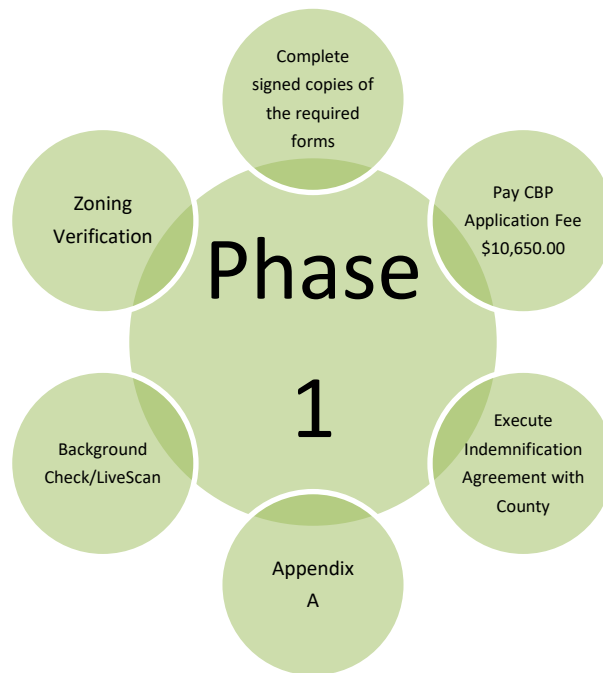 Complete
signed copies of
the required
forms
Pay CBP
Application Fee
$10,650.00
Execute
Indemnification
Agreement with
County
Appendix
A
Background
Check/LiveScan
Zoning
Verification
Phase
1